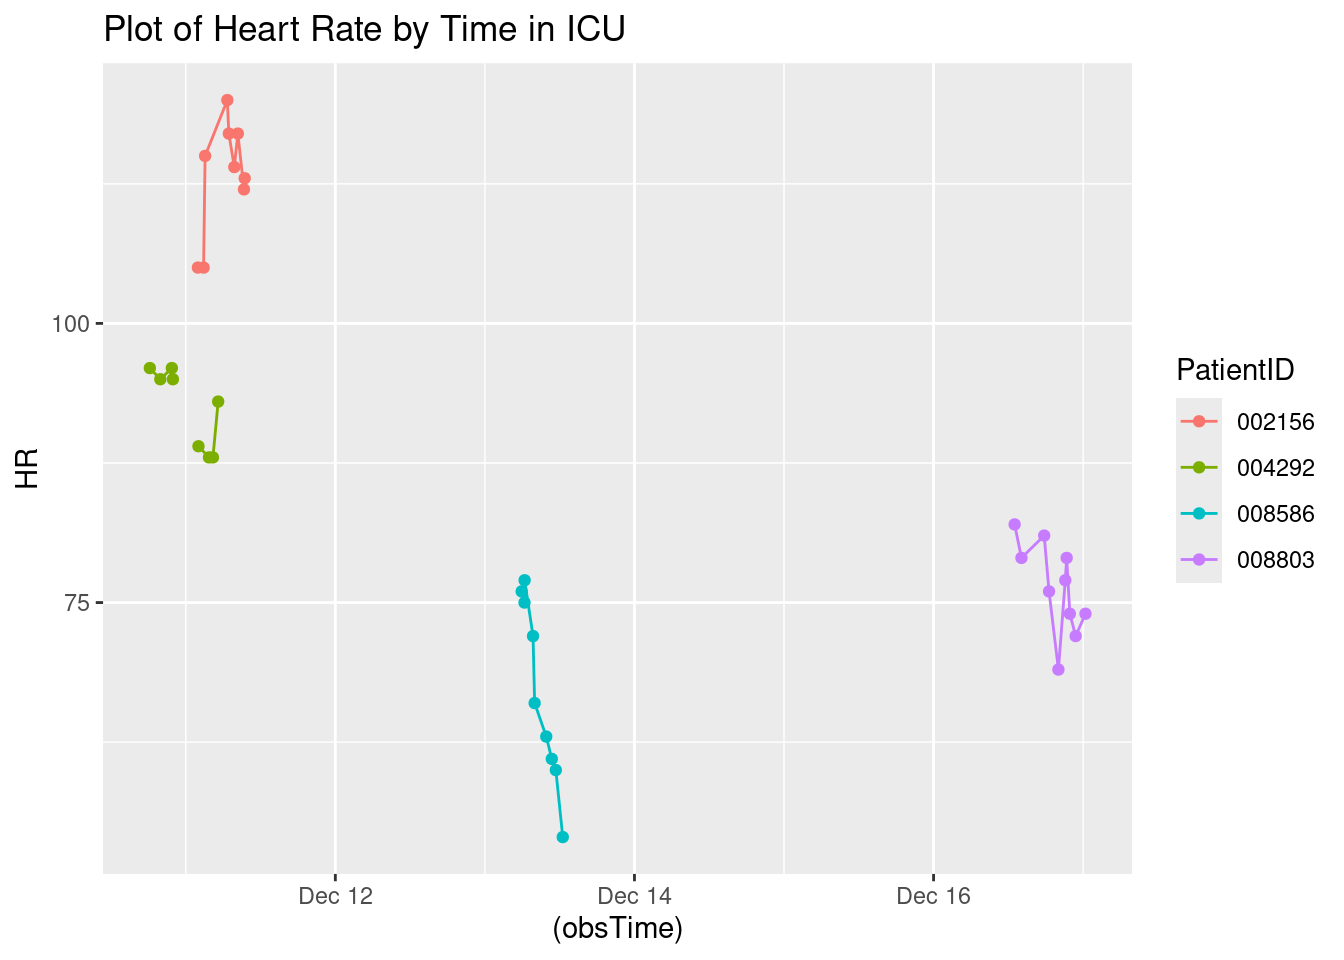 Plot of Heart Rate by Time in ICU
HR
100
75
Dec 12
Dec 14
Dec 16
(obsTime)
PatientID
002156
004292
008586
008803